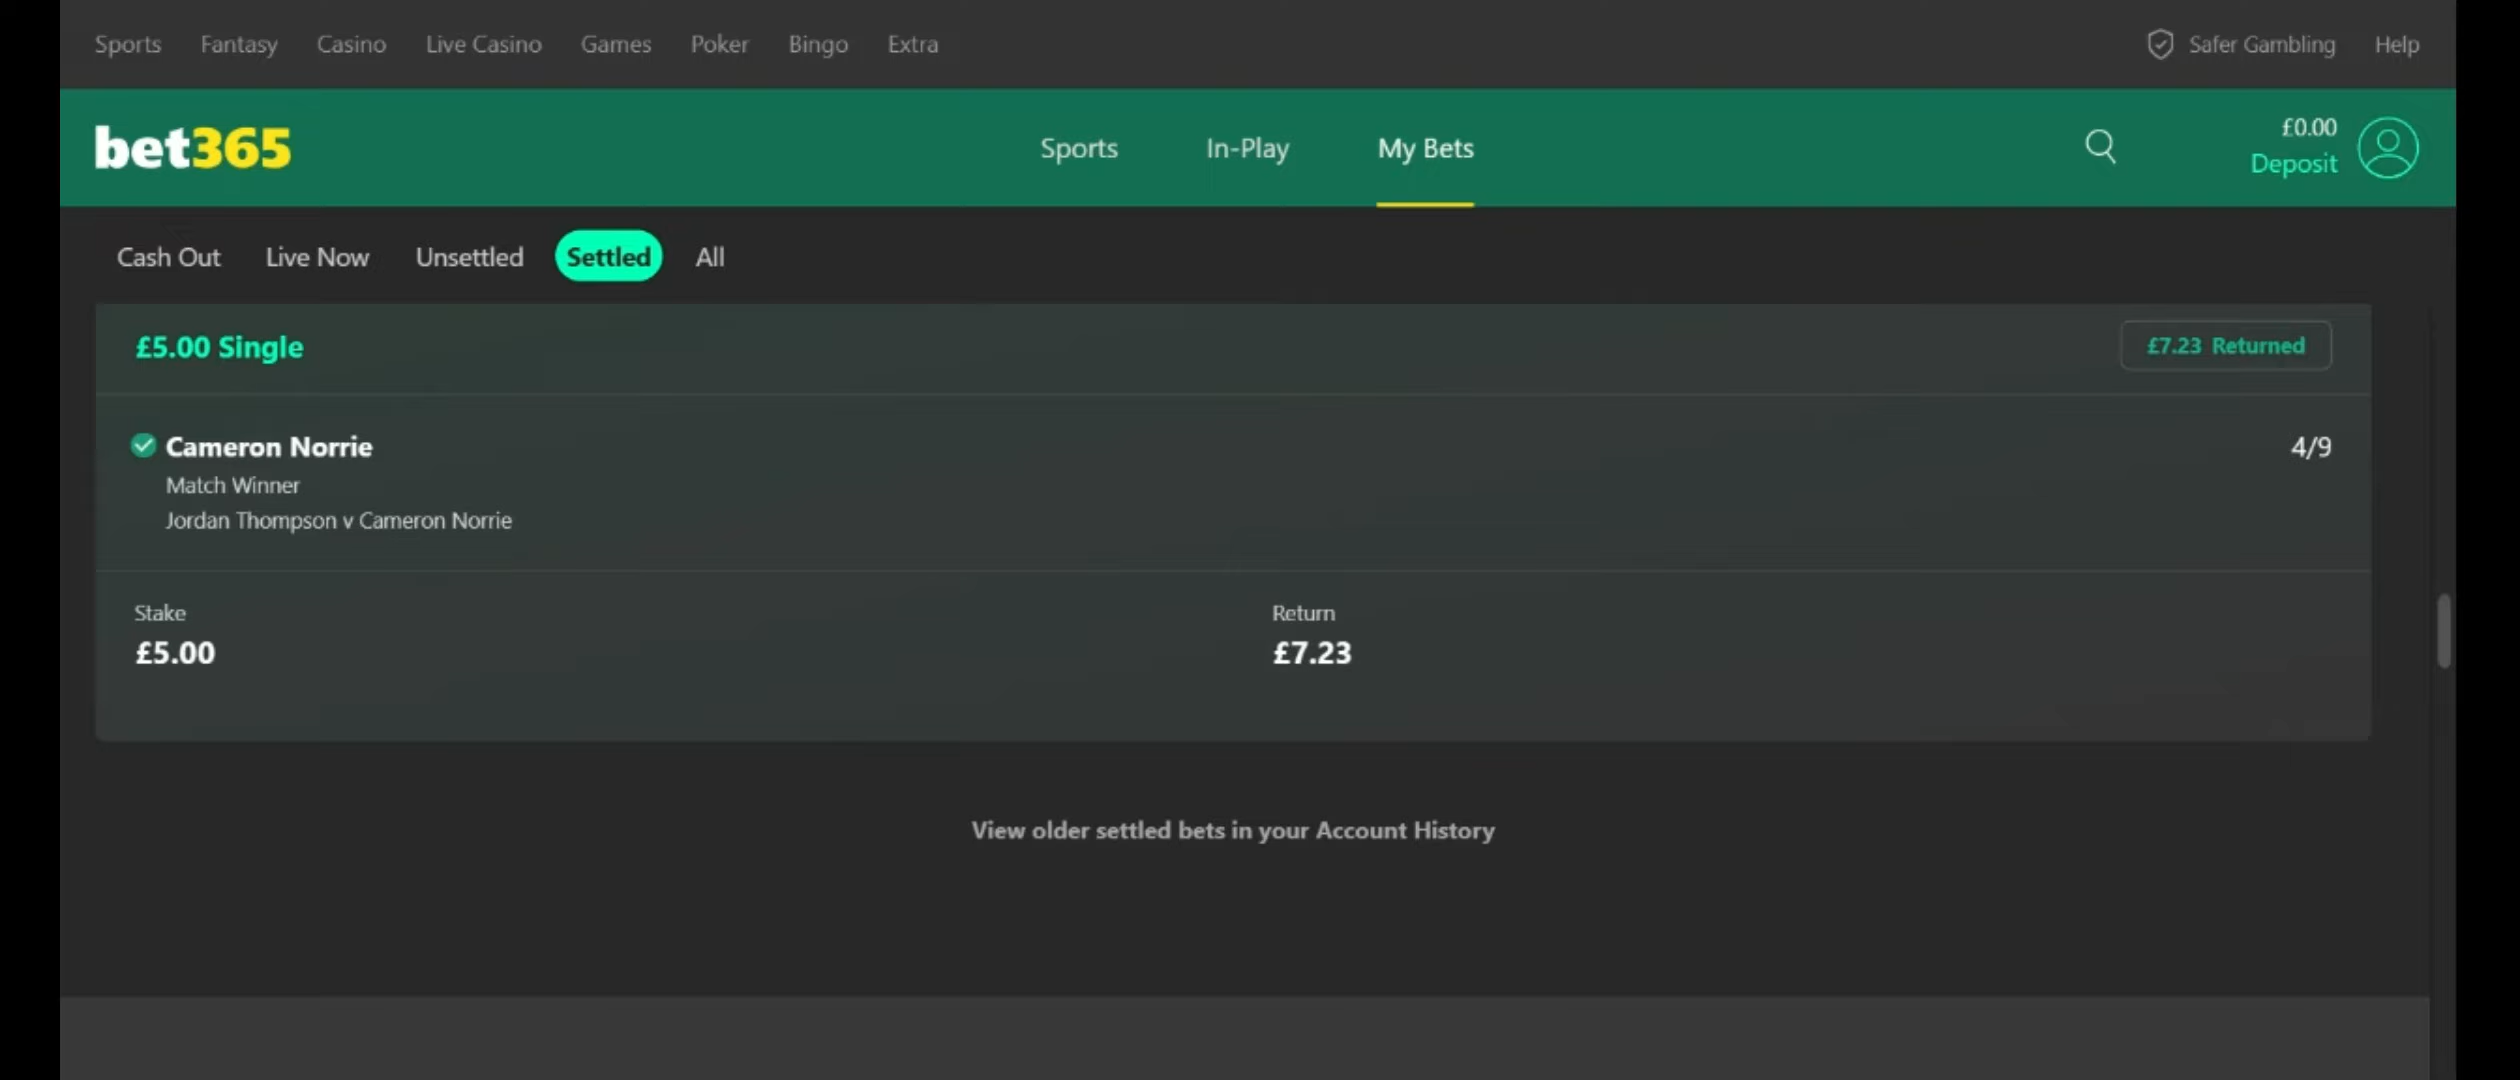 Sports Fantasy Casino Live Casino Games Poker Bingo Extra Safer Gambling Help
bet365 Sports In-Play My Bets £0.00
Deposit
Cash Out Live Now Unsettled Settled All
£5.00 Single £7.23 Returned
Cameron Norrie 4/9
Match Winner
Jordan Thompson v Cameron Norrie
Stake Return
£5.00 £7.23
View older settled bets in your Account History